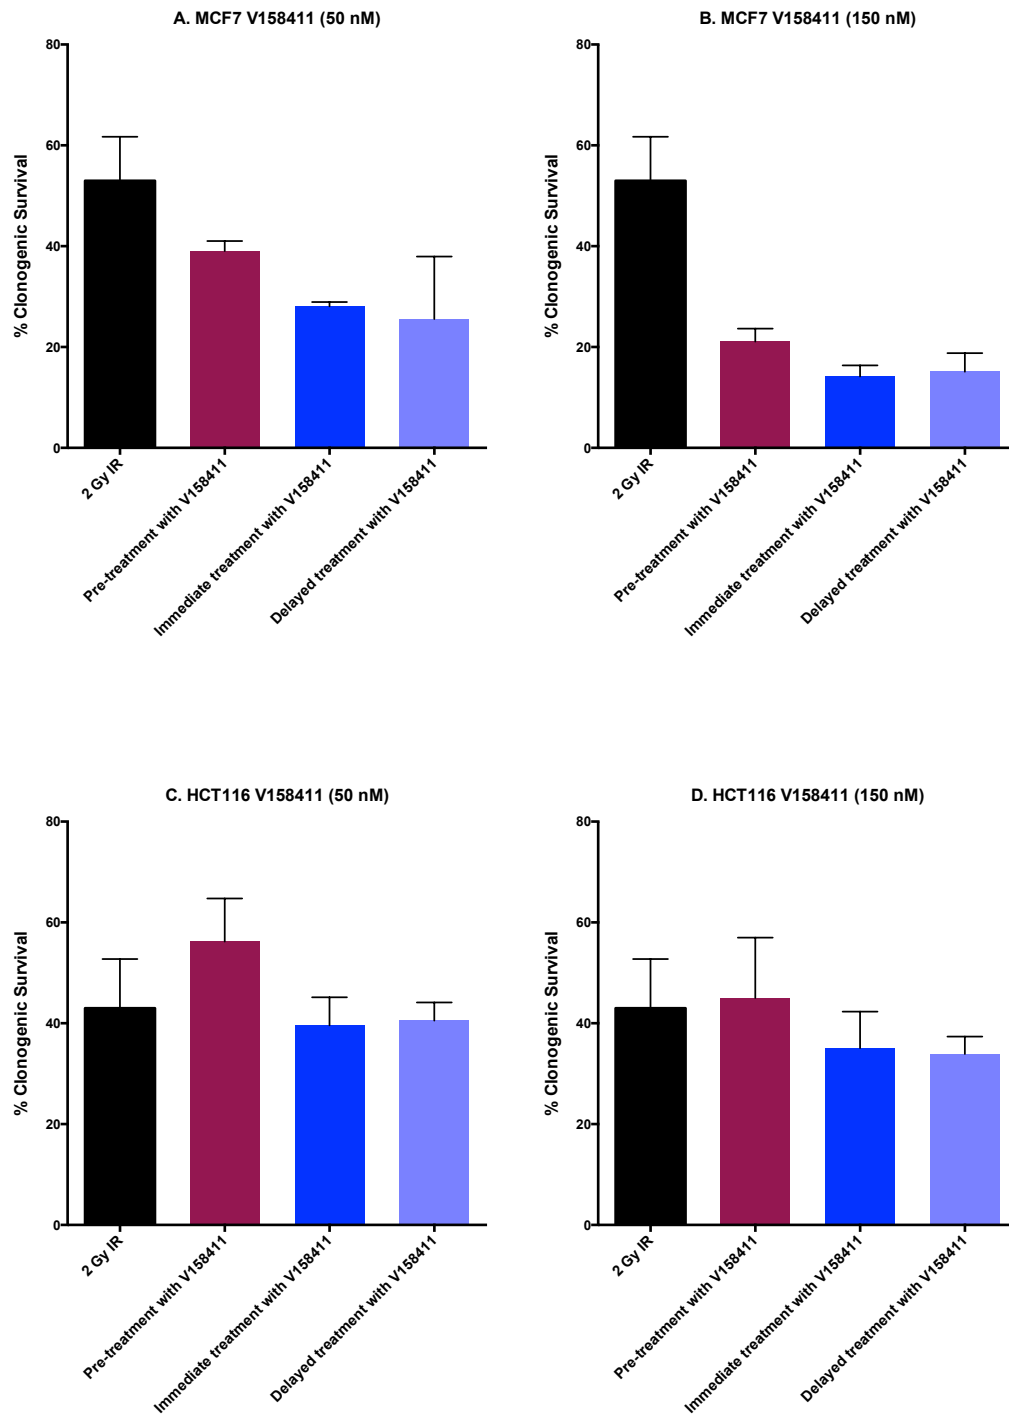 A. MCF7 V158411 (50 nM)
% Clonogenic Survival
80
60
40
20
0
2 Gy IR
Pre-treatment with V158411
Immediate treatment with V158411
Delayed treatment with V158411
B. MCF7 V158411 (150 nM)
% Clonogenic Survival
80
60
40
20
0
2 Gy IR
Pre-treatment with V158411
Immediate treatment with V158411
Delayed treatment with V158411
C. HCT116 V158411 (50 nM)
% Clonogenic Survival
80
60
40
20
0
2 Gy IR
Pre-treatment with V158411
Immediate treatment with V158411
Delayed treatment with V158411
D. HCT116 V158411 (150 nM)
% Clonogenic Survival
80
60
40
20
0
2 Gy IR
Pre-treatment with V158411
Immediate treatment with V158411
Delayed treatment with V158411